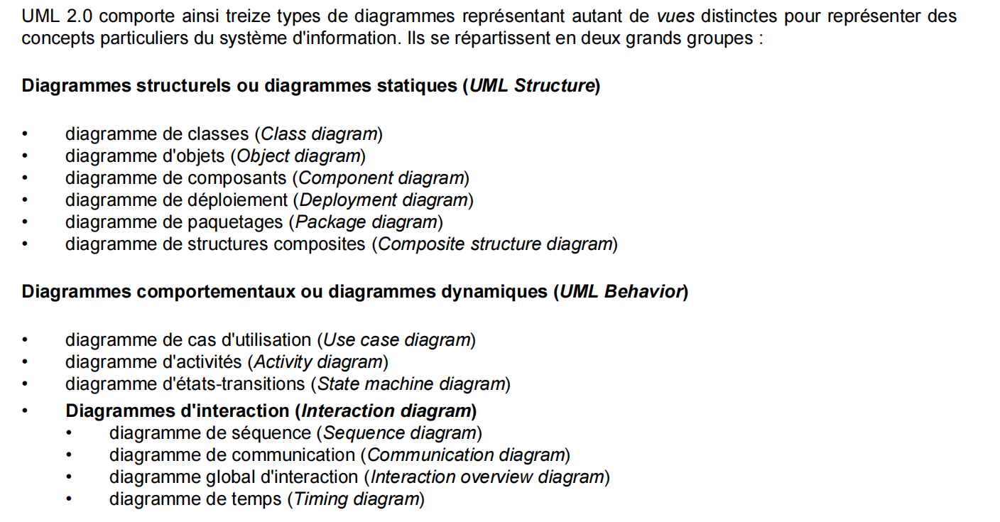 UML 2.0 comporte ainsi treize types de diagrammes représentant autant de vues distinctes pour représenter des
concepts particuliers du système d'information. Ils se répartissent en deux grands groupes :
Diagrammes structurels ou diagrammes statiques (UML Structure)
• diagramme de classes (Class diagram)
• diagramme d'objets (Object diagram)
• diagramme de composants (Component diagram)
• diagramme de déploiement (Deployment diagram)
• diagramme de paquetages (Package diagram)
• diagramme de structures composites (Composite structure diagram)
Diagrammes comportementaux ou diagrammes dynamiques (UML Behavior)
• diagramme de cas d'utilisation (Use case diagram)
• diagramme d'activités (Activity diagram)
• diagramme d'états-transitions (State machine diagram)
• Diagrammes d'interaction (Interaction diagram)
• diagramme de séquence (Sequence diagram)
• diagramme de communication (Communication diagram)
• diagramme global d'interaction (Interaction overview diagram)
• diagramme de temps (Timing diagram)